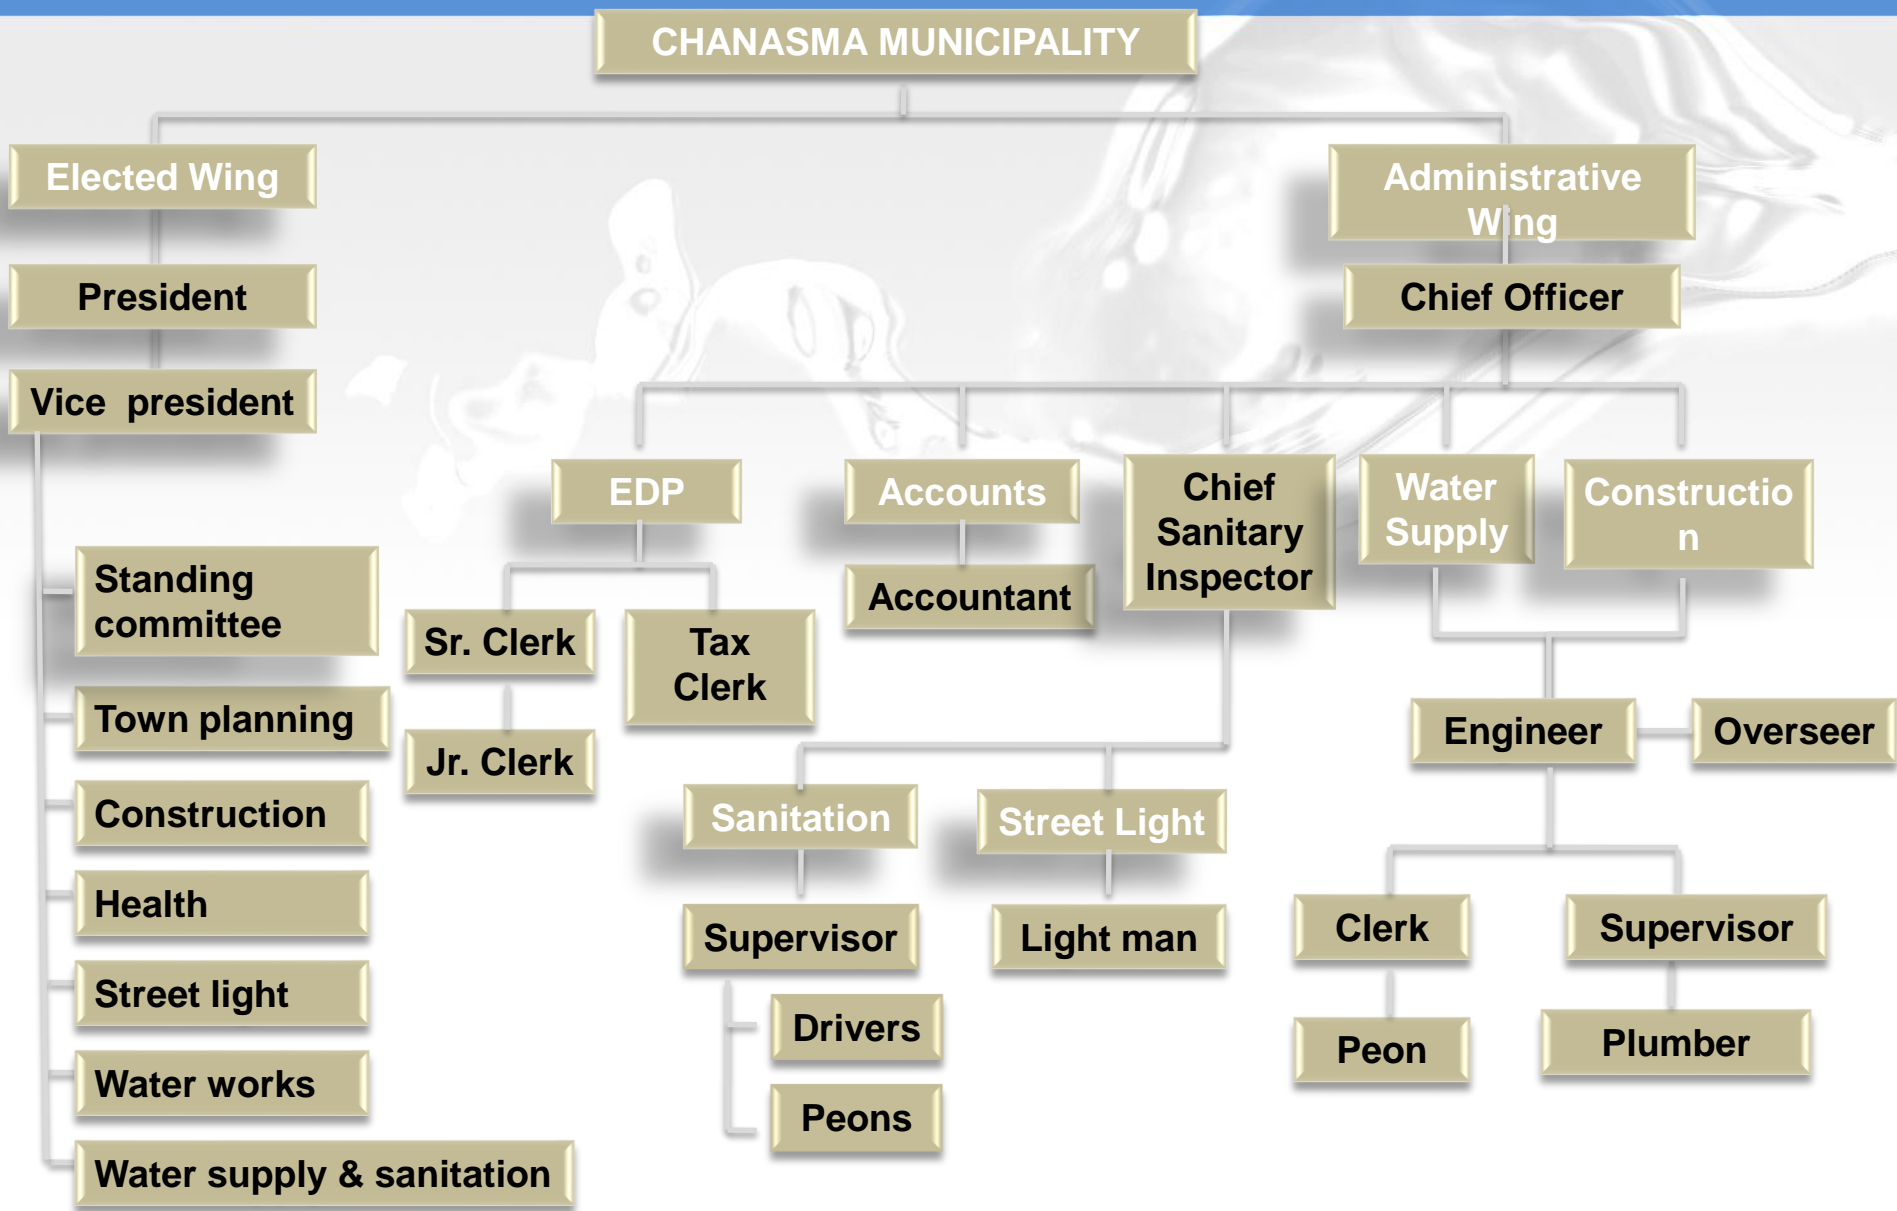 CHANASMA MUNICIPALITY
Elected Wing
Administrative
Wing
President
Chief Officer
Vice president
EDP
Accounts
Chief
Sanitary
Inspector
Water
Supply
Constructio
n
Standing
committee
Sr. Clerk
Tax
Clerk
Accountant
Town planning
Jr. Clerk
Engineer
Overseer
Construction
Sanitation
Street Light
Health
Supervisor
Light man
Clerk
Supervisor
Street light
Drivers
Peon
Plumber
Water works
Peons
Water supply & sanitation